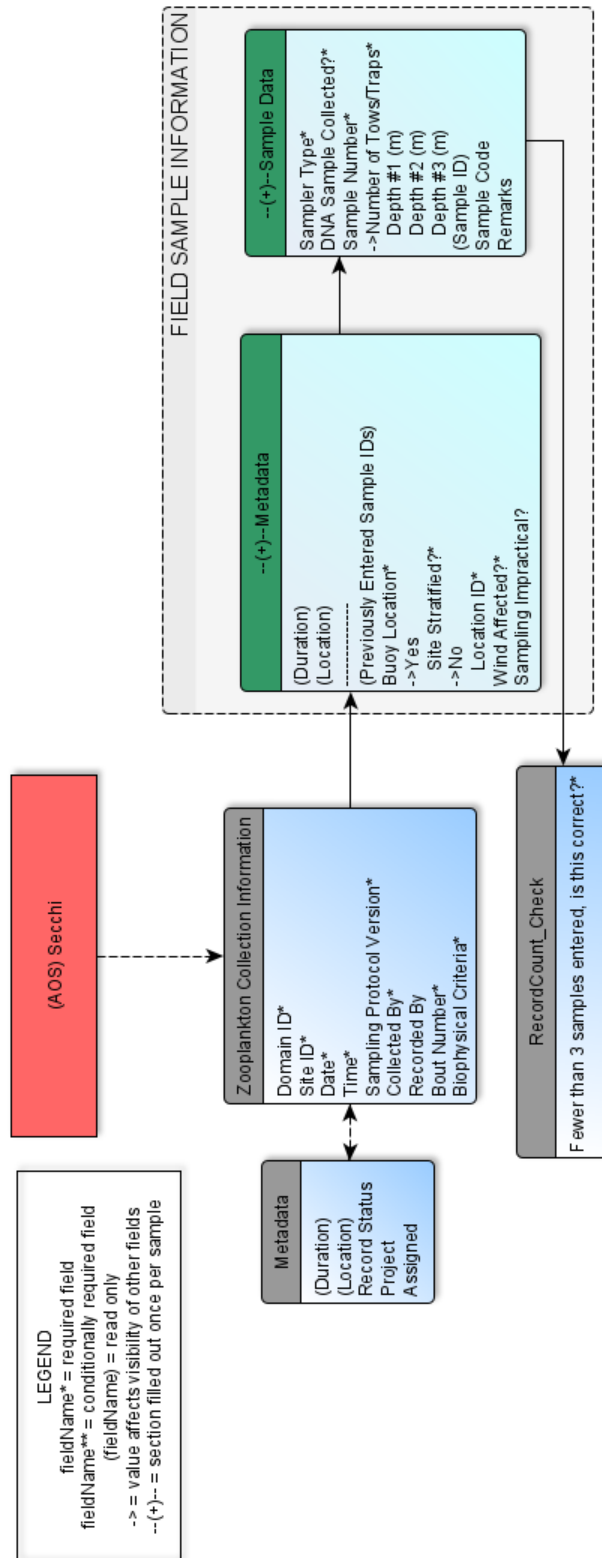 LEGEND
fieldName* = required field
fieldName** = conditionally required field
(fieldName) = read only
-> = value affects visibility of other fields
--(+)-- = section filled out once per sample
(AOS) Secchi
Metadata
(Duration)
(Location)
Record Status
Project
Assigned
Zooplankton Collection Information
Domain ID*
Site ID*
Date*
Time*
Sampling Protocol Version*
Collected By*
Recorded By
Bout Number*
Biophysical Criteria*
FIELD SAMPLE INFORMATION
--(+)--Metadata
(Duration)
(Location)
--------------
(Previously Entered Sample IDs)
Buoy Location*
->Yes
Site Stratified?*
->No
Location ID*
Wind Affected?*
Sampling Impractical?
--(+)--Sample Data
Sampler Type*
DNA Sample Collected?*
Sample Number*
->Number of Tows/Traps*
Depth #1 (m)
Depth #2 (m)
Depth #3 (m)
(Sample ID)
Sample Code
Remarks
RecordCount_Check
Fewer than 3 samples entered, is this correct?*